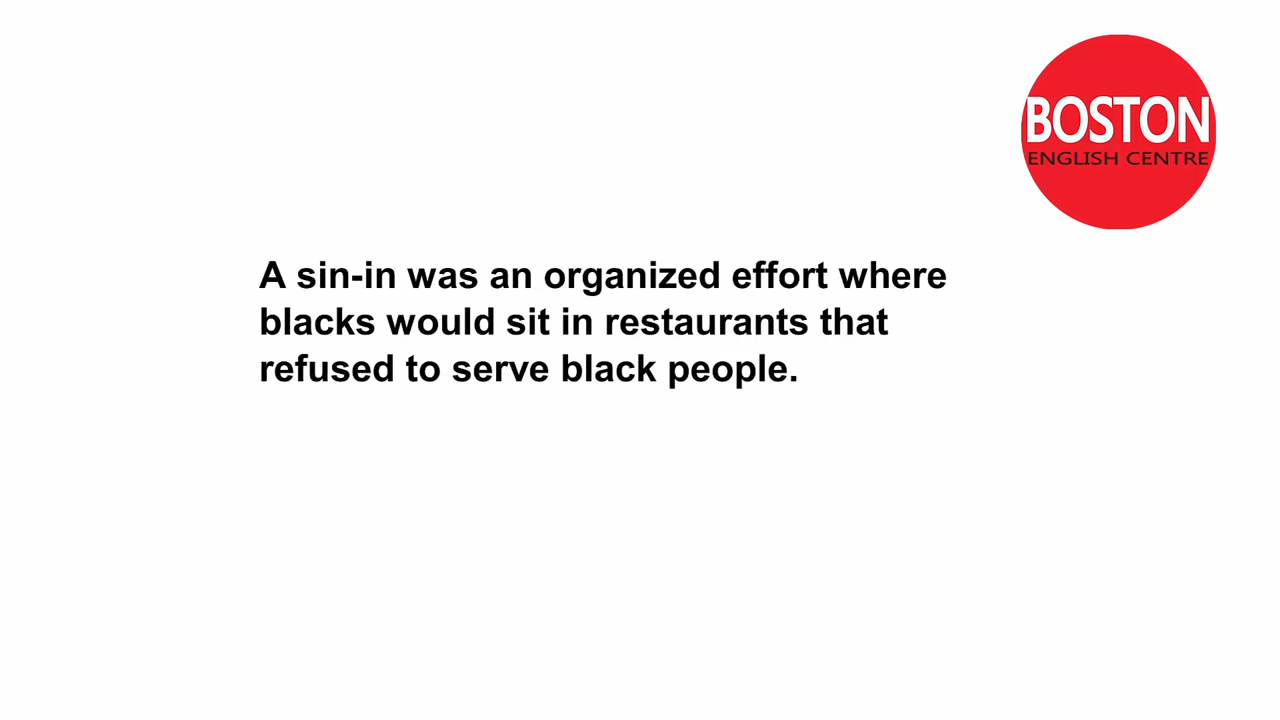 BOSTON
ENGLISH CENTRE
A sin-in was an organized effort where
blacks would sit in restaurants that
refused to serve black people.